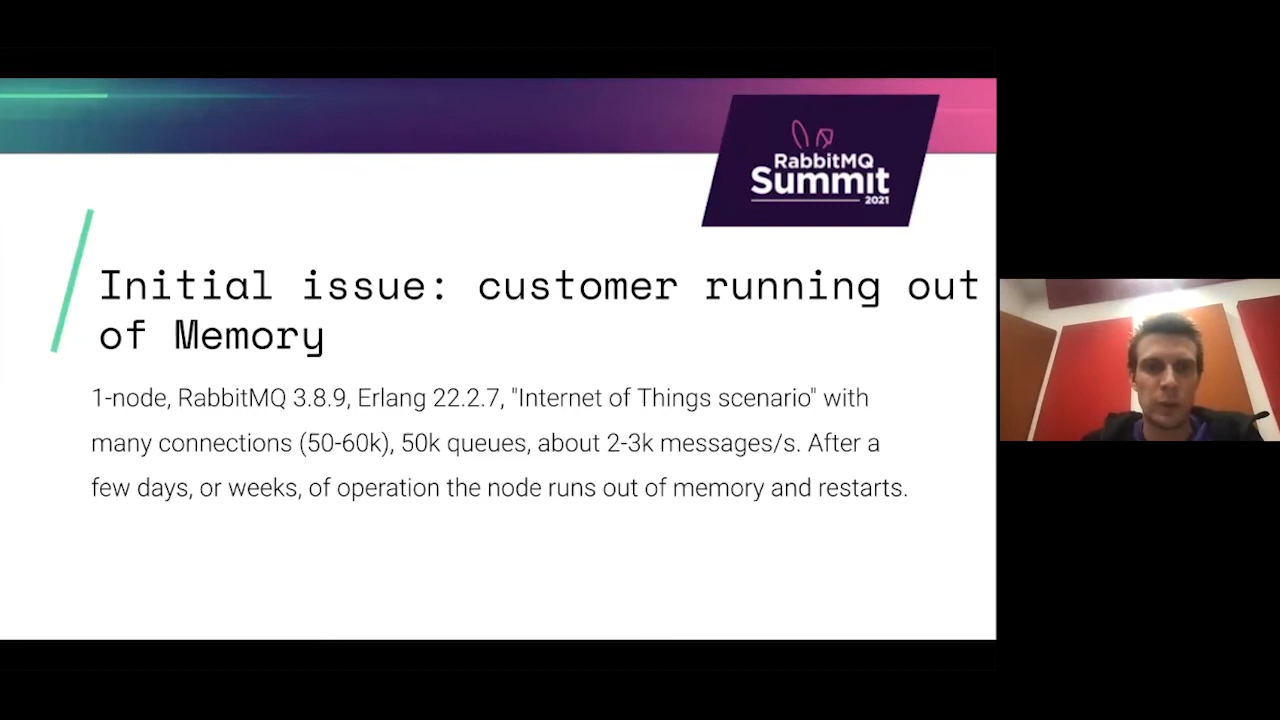 RabbitMQ
Summit
2021
Initial issue: customer running out
of Memory
1-node, RabbitMQ 3.8.9, Erlang 22.2.7, "Internet of Things scenario" with
many connections (50-60k), 50k queues, about 2-3k messages/s. After a
few days, or weeks, of operation the node runs out of memory and restarts.